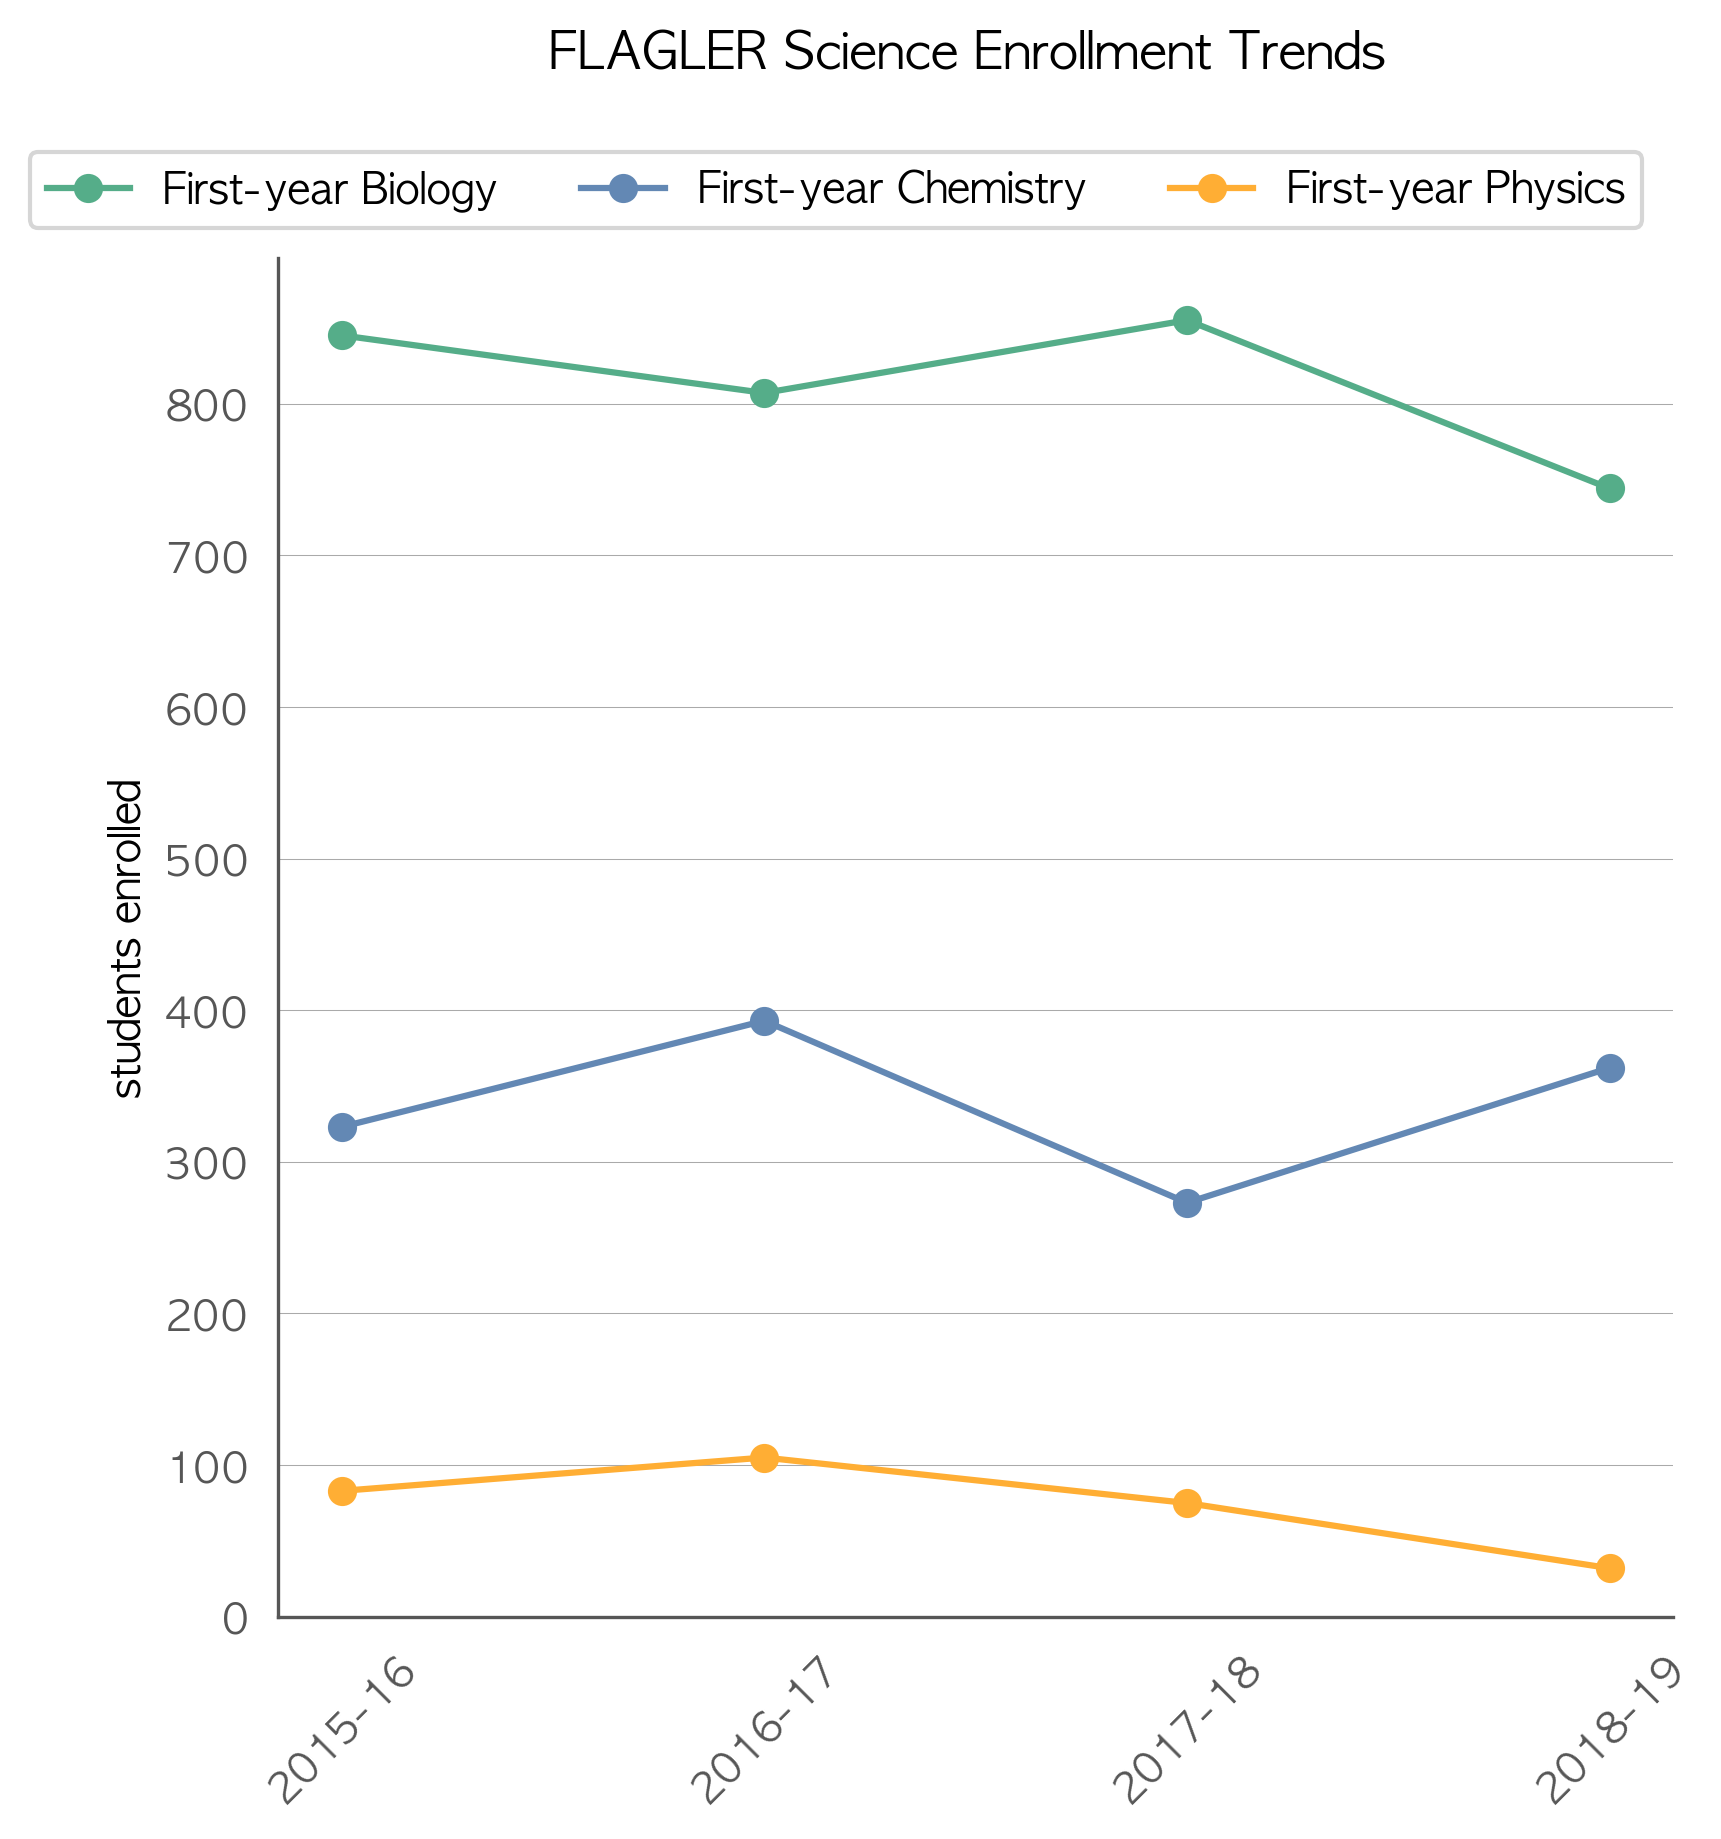 FLAGLER Science Enrollment Trends
First-year Biology
First-year Chemistry
First-year Physics
800
700
600
500
400
300
200
100
0
students enrolled
2015-16
2016-17
2017-18
2018-19